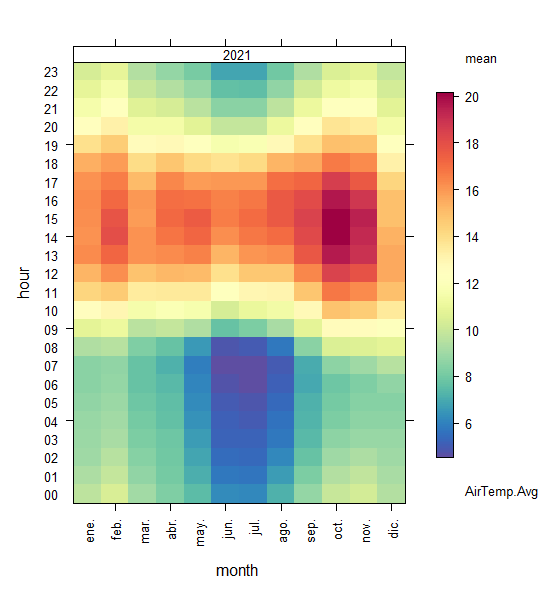 2021
mean
23
22
21
20
19
18
17
16
15
14
13
12
11
10
09
08
07
06
05
04
03
02
01
00
hour
ene.
feb.
mar.
abr.
may.
jun.
jul.
ago.
sep.
oct.
nov.
dic.
month
20
18
16
14
12
10
8
6
AirTemp.Avg